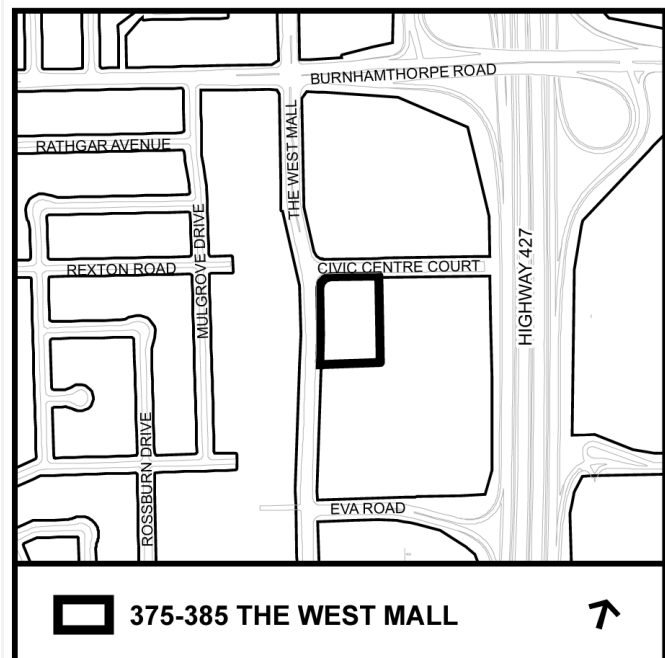 BURNHAMTHORPE ROAD
RATHGAR AVENUE
THE WEST MALL
MULGROVE DRIVE
REXTON ROAD
CIVIC CENTRE COURT
HIGHWAY 427
ROSSBURN DRIVE
EVA ROAD
375-385 THE WEST MALL